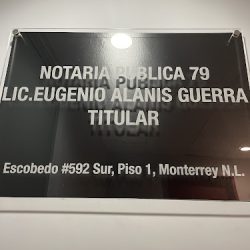 NOTARIA PUBLICA 79
LIC.EUGENIO ALANIS GUERRA
TITULAR
Escobedo #592 Sur, Piso 1, Monterrey N.L.